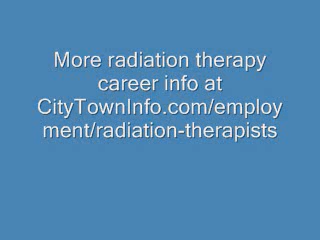 More radiation therapy
career info at
CityTownInfo.com/employ
ment/radiation-therapists